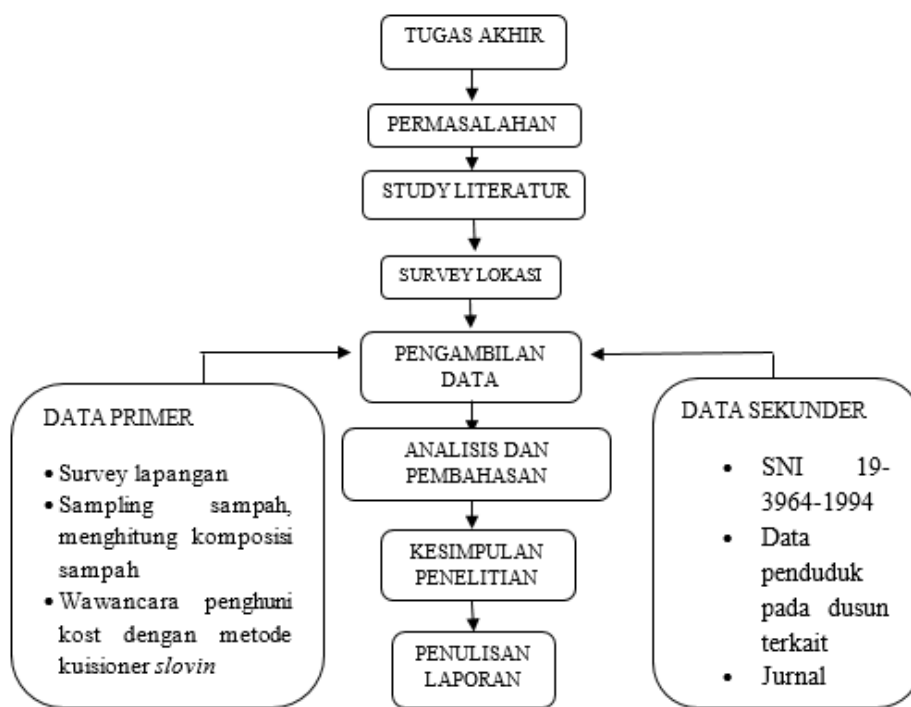 TUGAS AKHIR
PERMASALAHAN
STUDY LITERATUR
SURVEY LOKASI
PENGAMBILAN
DATA
DATA PRIMER
• Survey lapangan
• Sampling sampah,
menghitung komposisi
sampah
• Wawancara penghuni
kost dengan metode
kuisioner slovin
DATA SEKUNDER
• SNI 19-
3964-1994
• Data
penduduk
pada dusun
terkait
• Jurnal
ANALISIS DAN
PEMBAHASAN
KESIMPULAN
PENELITIAN
PENULISAN
LAPORAN